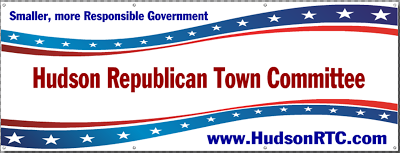 Smaller, more Responsible Government
Hudson Republican Town Committee
www.HudsonRTC.com